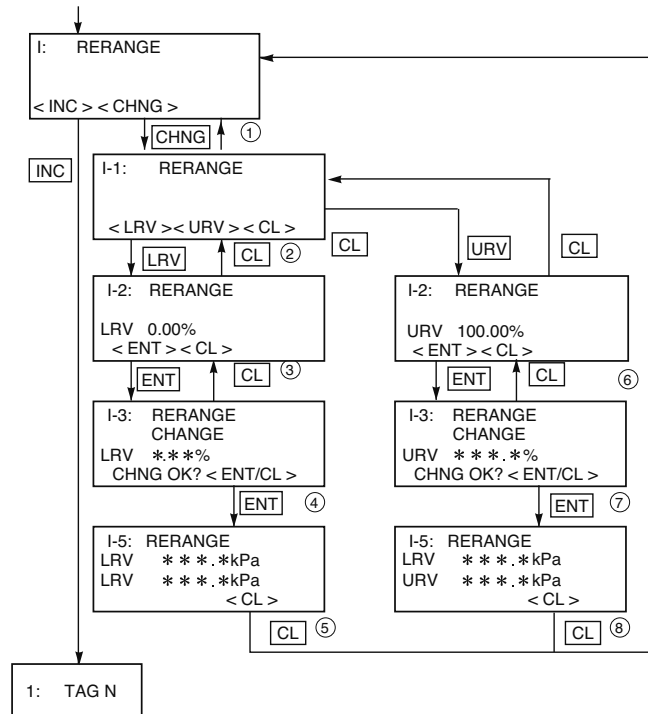 I: RERANGE
< INC > < CHNG >
CHNG
①
INC
I-1: RERANGE
< LRV >< URV > < CL >
LRV
CL
②
CL
URV
CL
I-2: RERANGE
LRV 0.00%
< ENT > < CL >
ENT
CL
③
I-3: RERANGE
CHANGE
LRV *.**%
CHNG OK? < ENT/CL >
ENT
④
I-5: RERANGE
LRV ***.*kPa
LRV ***.*kPa
< CL >
CL
⑤
I-2: RERANGE
URV 100.00%
< ENT > < CL >
ENT
CL
⑥
I-3: RERANGE
CHANGE
URV ***.*%
CHNG OK? < ENT/CL >
ENT
⑦
I-5: RERANGE
LRV ***.*kPa
URV ***.*kPa
< CL >
CL
⑧
1: TAG N